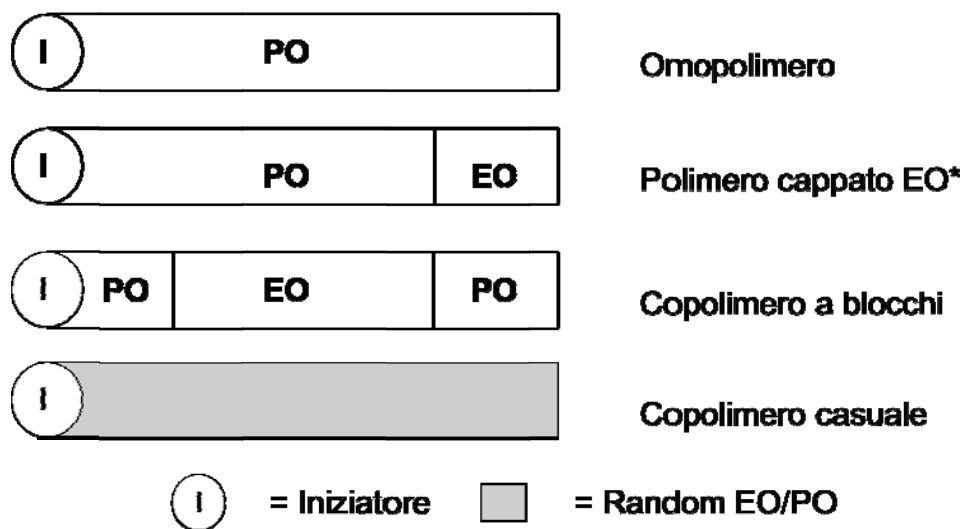 I PO Omopolimero
I PO EO Polimero cappato EO*
I PO EO PO Copolimero a blocchi
I Copolimero casuale
I = Iniziatore = Random EO/PO